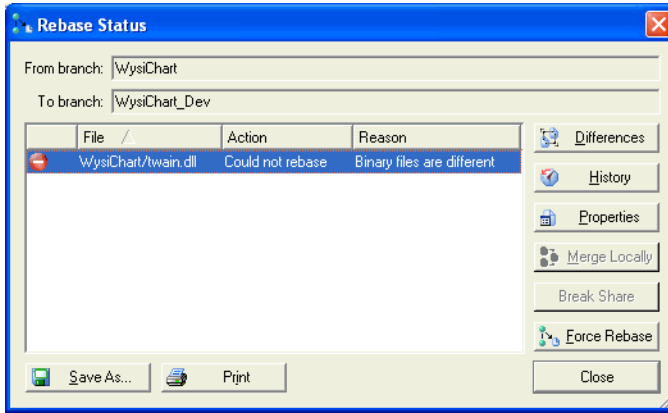 Rebase Status
From branch: WysiChart
To branch: WysiChart_Dev
File Action Reason
WysiChart/twain.dll Could not rebase Binary files are different
Differences
History
Properties
Merge Locally
Break Share
Force Rebase
Save As... Print Close